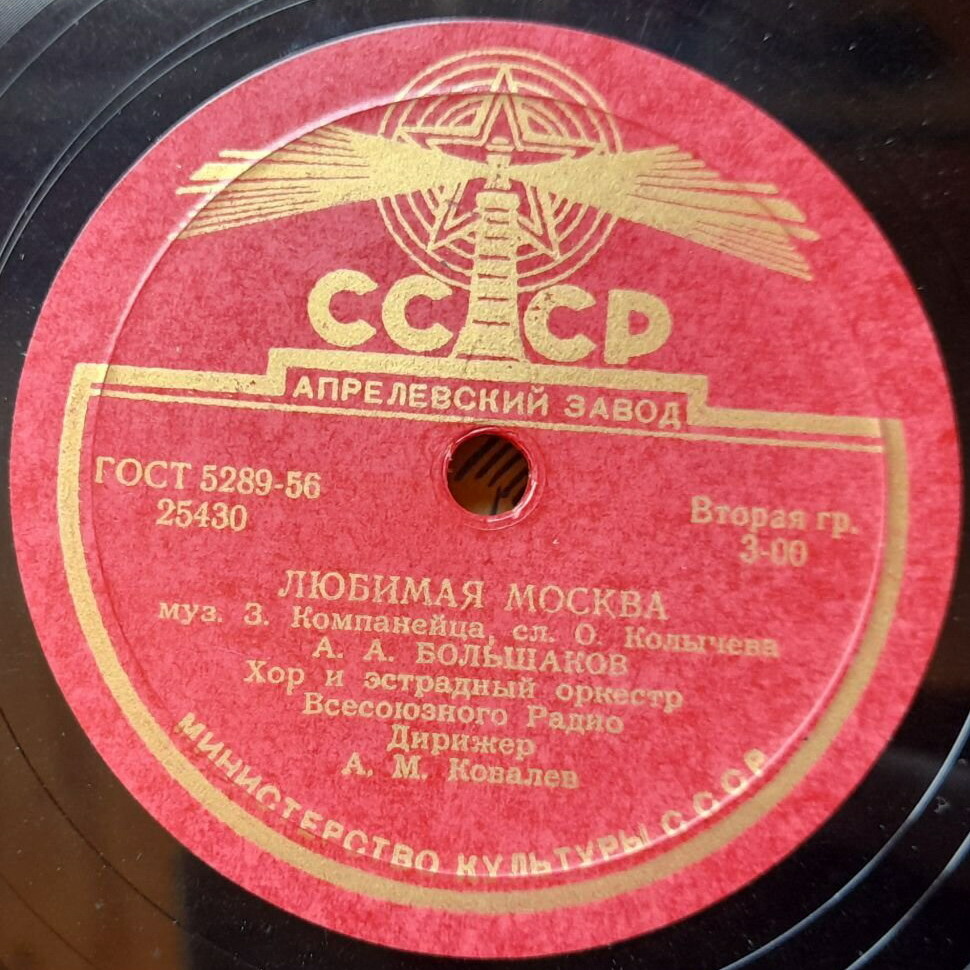 СССР
АПРЕЛЕВСКИЙ ЗАВОД
ГОСТ 5289-56
25430
Вторая гр.
3-00
ЛЮБИМАЯ МОСКВА
муз. З. Компанейца, сл. О. Колычева
А. А. БОЛЬШАКОВ
Хор и эстрадный оркестр
Всесоюзного Радио
Дирижер
А. М. Ковалев
МИНИСТЕРСТВО КУЛЬТУРЫ СССР